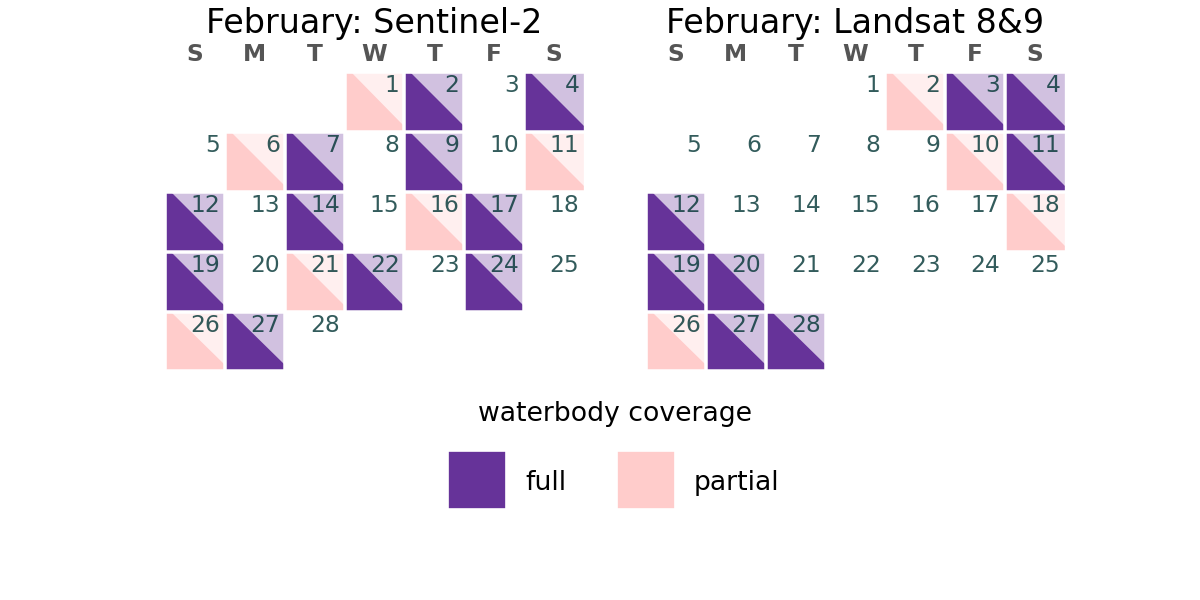 February: Sentinel-2
S M T W T F S
1 2 3 4
5 6 7 8 9 10 11
12 13 14 15 16 17 18
19 20 21 22 23 24 25
26 27 28
February: Landsat 8&9
S M T W T F S
1 2 3 4
5 6 7 8 9 10 11
12 13 14 15 16 17 18
19 20 21 22 23 24 25
26 27 28
waterbody coverage
full
partial